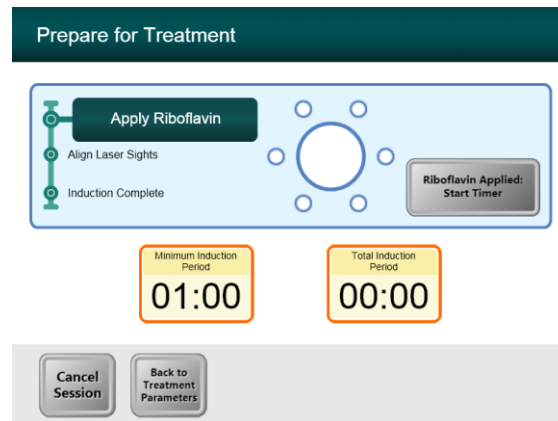 Prepare for Treatment
Apply Riboflavin
Align Laser Sights
Induction Complete
Riboflavin Applied:
Start Timer
Minimum Induction
Period
01:00
Total Induction
Period
00:00
Cancel
Session
Back to
Treatment
Parameters